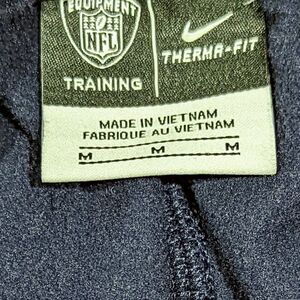 EQUIPMENT
NFL
TRAINING
THERMA-FIT
MADE IN VIETNAM
FABRIQUE AU VIETNAM
M M M